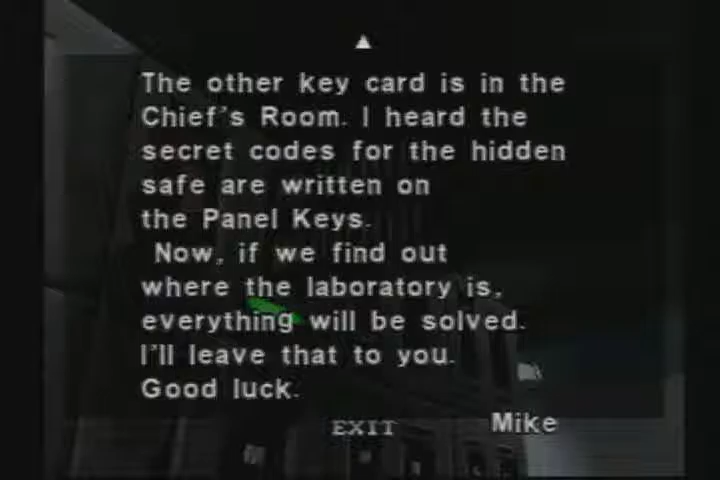 The other key card is in the
Chief's Room. I heard the
secret codes for the hidden
safe are written on
the Panel Keys.
Now, if we find out
where the laboratory is,
everything will be solved.
I'll leave that to you.
Good luck.
Mike
EXIT